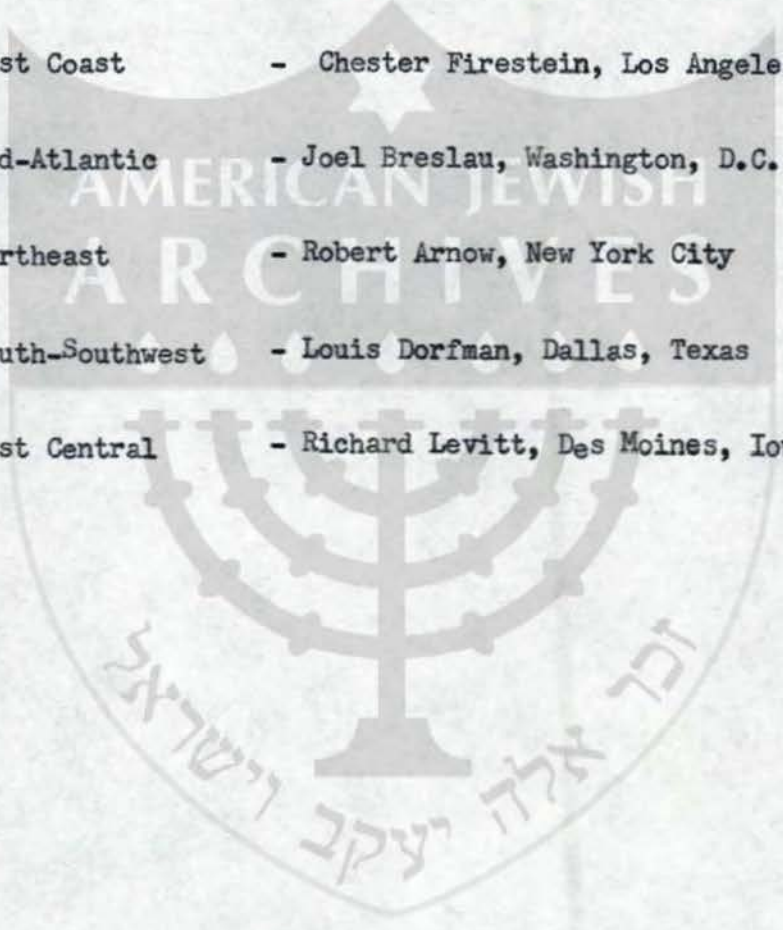 st Coast - Chester Firestein, Los Angele
d-Atlantic - Joel Breslau, Washington, D.C.
AMERICAN JEWISH
rtheast - Robert Arnow, New York City
ARCHIVES
uth-Southwest - Louis Dorfman, Dallas, Texas
st Central - Richard Levitt, Des Moines, Io
זכר אלה יעקב וישראל